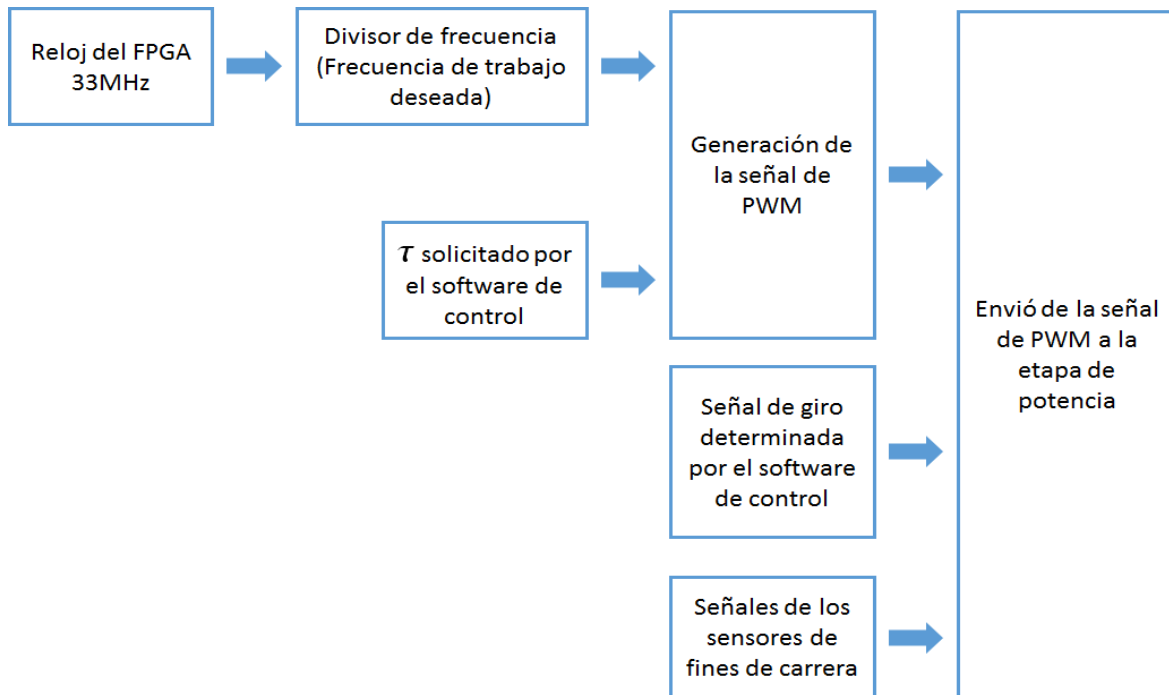 Reloj del FPGA
33MHz
Divisor de frecuencia
(Frecuencia de trabajo
deseada)
Generación de
la señal de
PWM
τ solicitado por
el software de
control
Envió de la señal
de PWM a la
etapa de
potencia
Señal de giro
determinada
por el software
de control
Señales de los
sensores de
fines de carrera